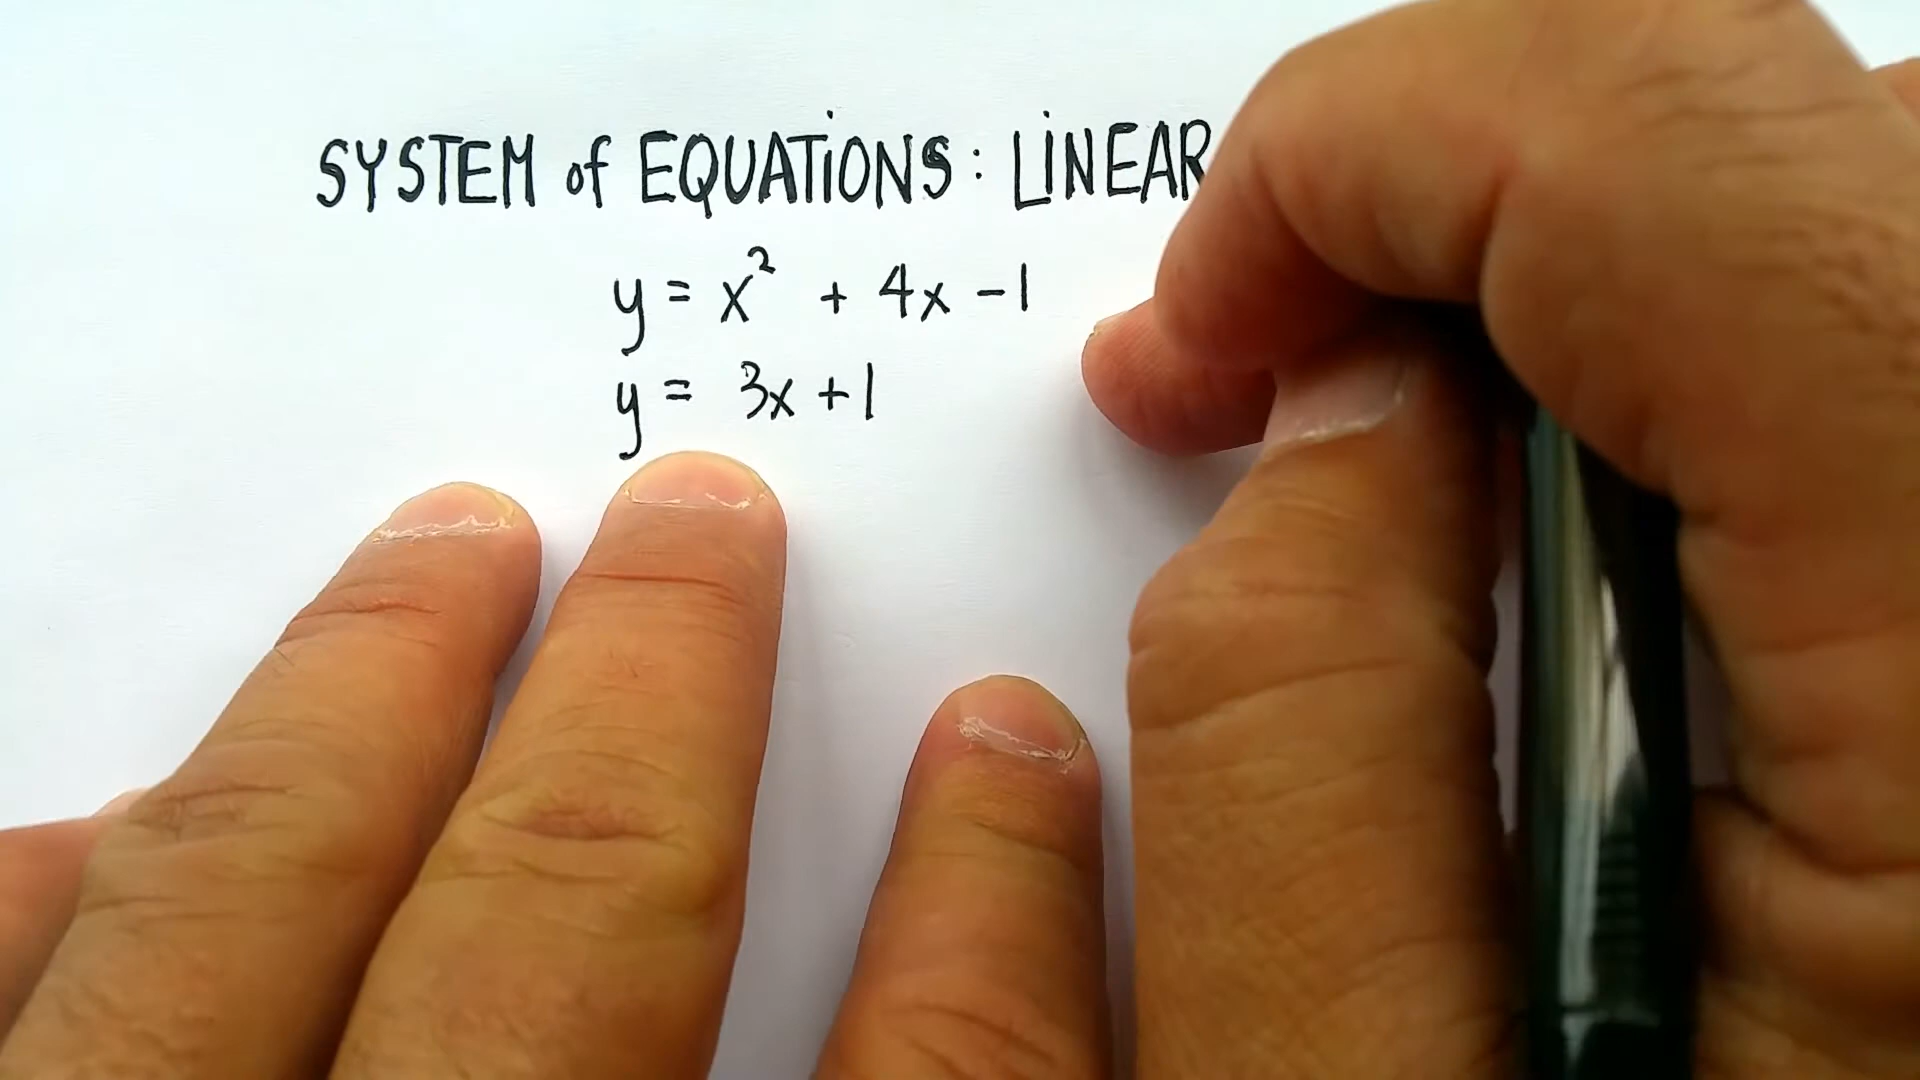 SYSTEM of EQUATIONS: LINEAR
y = x² + 4x - 1
y = 3x + 1